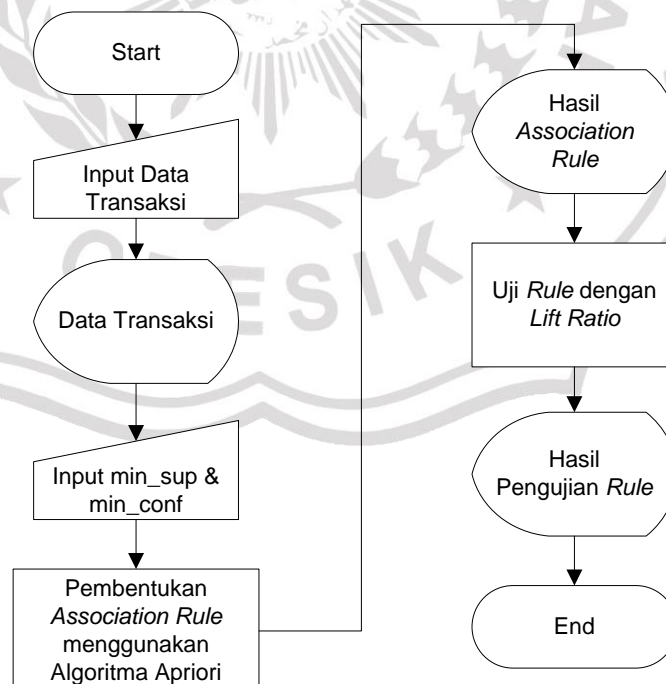 Start
Input Data
Transaksi
Data Transaksi
Input min_sup &
min_conf
Pembentukan
Association Rule
menggunakan
Algoritma Apriori
Hasil
Association
Rule
Uji Rule dengan
Lift Ratio
Hasil
Pengujian Rule
End